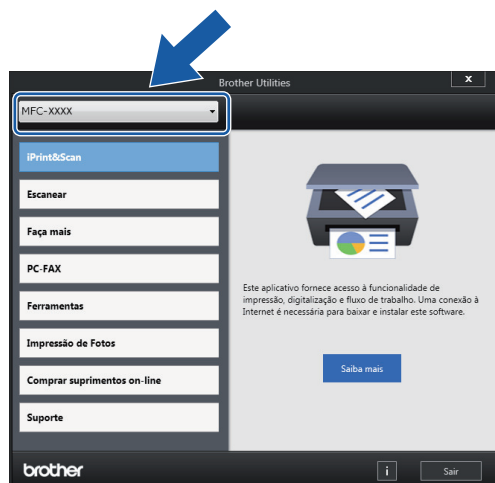 Brother Utilities
x
MFC-XXXX
iPrint&Scan
Escanear
Faça mais
PC-FAX
Ferramentas
Impressão de Fotos
Comprar suprimentos on-line
Suporte
Este aplicativo fornece acesso à funcionalidade de
impressão, digitalização e fluxo de trabalho. Uma conexão à
Internet é necessária para baixar e instalar este software.
Saiba mais
brother
i
Sair